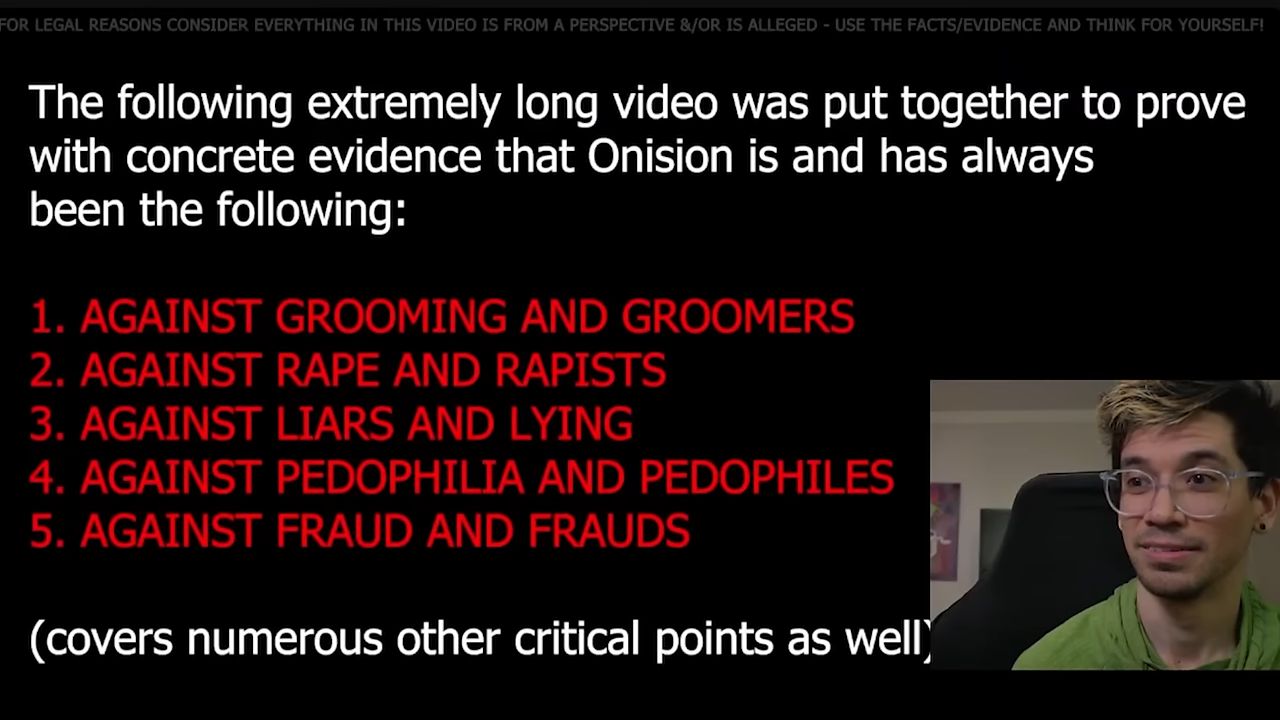 FOR LEGAL REASONS CONSIDER EVERYTHING IN THIS VIDEO IS FROM A PERSPECTIVE &/OR IS ALLEGED - USE THE FACTS/EVIDENCE AND THINK FOR YOURSELF!
The following extremely long video was put together to prove
with concrete evidence that Onision is and has always
been the following:
1. AGAINST GROOMING AND GROOMERS
2. AGAINST RAPE AND RAPISTS
3. AGAINST LIARS AND LYING
4. AGAINST PEDOPHILIA AND PEDOPHILES
5. AGAINST FRAUD AND FRAUDS
(covers numerous other critical points as well)